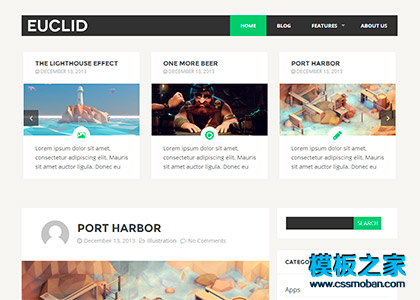 EUCLID
HOME BLOG FEATURES ABOUT US
THE LIGHTHOUSE EFFECT
DECEMBER 13, 2013
Lorem ipsum dolor sit amet,
consectetur adipiscing elit. Mauris
sit amet auctor ligula. Donec eu
ONE MORE BEER
DECEMBER 13, 2013
Lorem ipsum dolor sit amet,
consectetur adipiscing elit. Mauris
sit amet auctor ligula. Donec eu
PORT HARBOR
DECEMBER 13, 2013
Lorem ipsum dolor sit amet,
consectetur adipiscing elit. Mauris
sit amet auctor ligula. Donec eu
PORT HARBOR
December 13, 2013 Illustration No Comments
SEARCH
CATEGO
Apps
模板之家
www.cssmoban.com